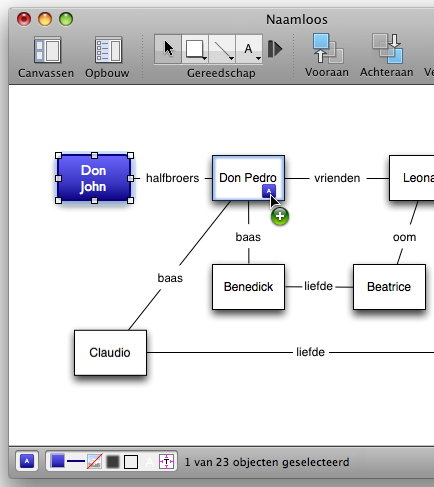 Naamloos
Canvassen
Opbouw
A
Gereedschap
Vooraan
Achteraan
Don
John
halfbroers
Don Pedro
vrienden
Leona
A
baas
oom
baas
Benedick
liefde
Beatrice
Claudio
liefde
A
A
T
1 van 23 objecten geselecteerd